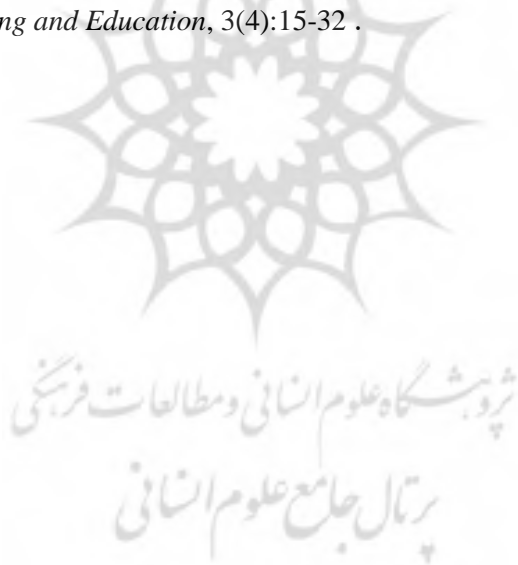 ng and Education, 3(4):15-32 .
پژوهشگاه علوم انسانی و مطالعات فرهنگی
پرتال جامع علوم انسانی